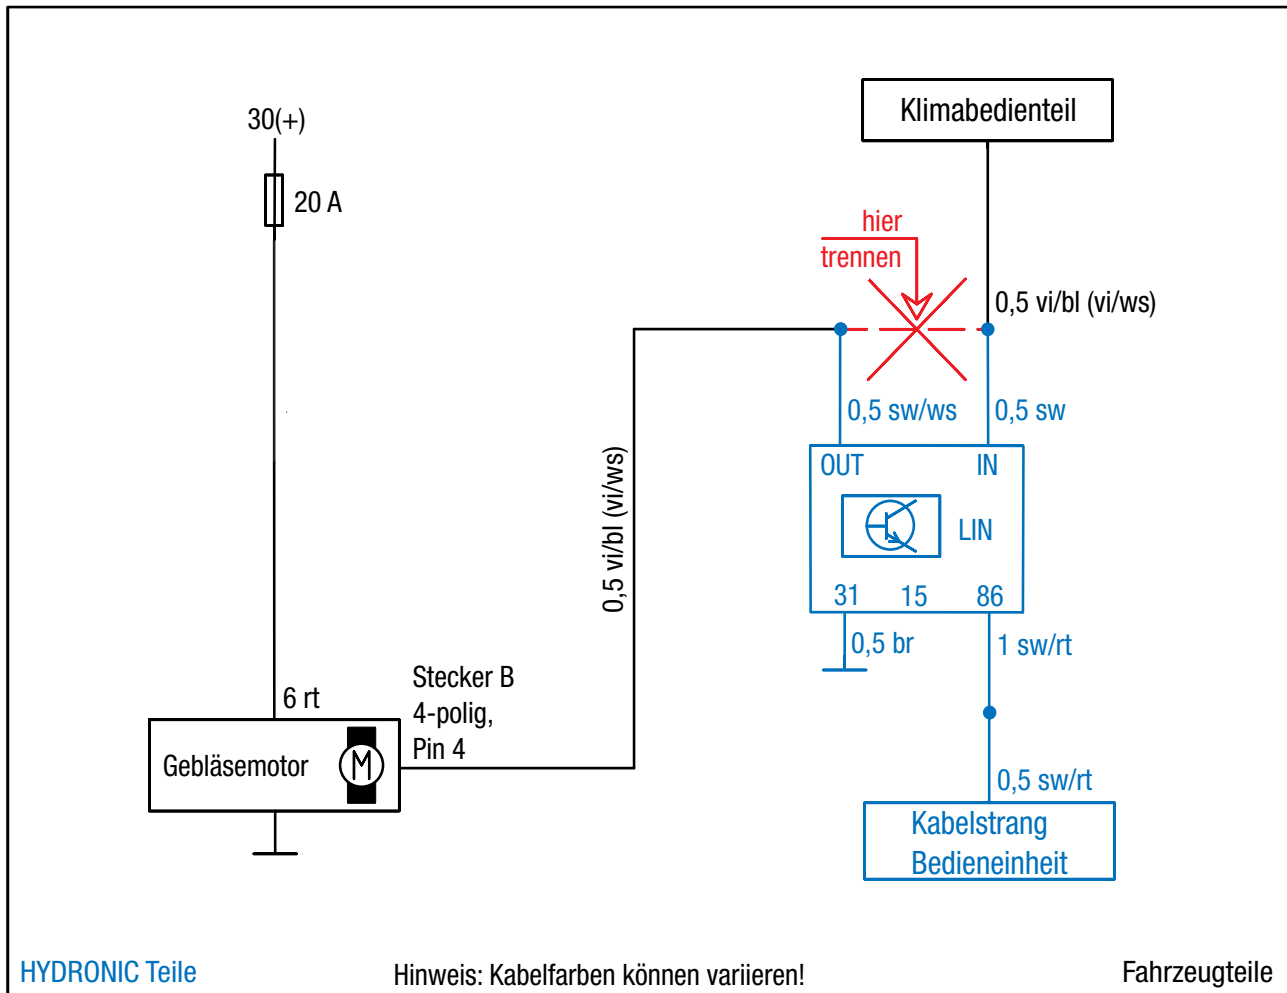 30(+)
20 A
Klimabedienteil
hier
trennen
0,5 vi/bl (vi/ws)
0,5 sw/ws
0,5 sw
OUT
IN
LIN
31
15
86
0,5 br
1 sw/rt
0,5 vi/bl (vi/ws)
6 rt
Stecker B
4-polig,
Pin 4
Gebläsemotor
M
0,5 sw/rt
Kabelstrang
Bedieneinheit
HYDRONIC Teile
Hinweis: Kabelfarben können variieren!
Fahrzeugteile